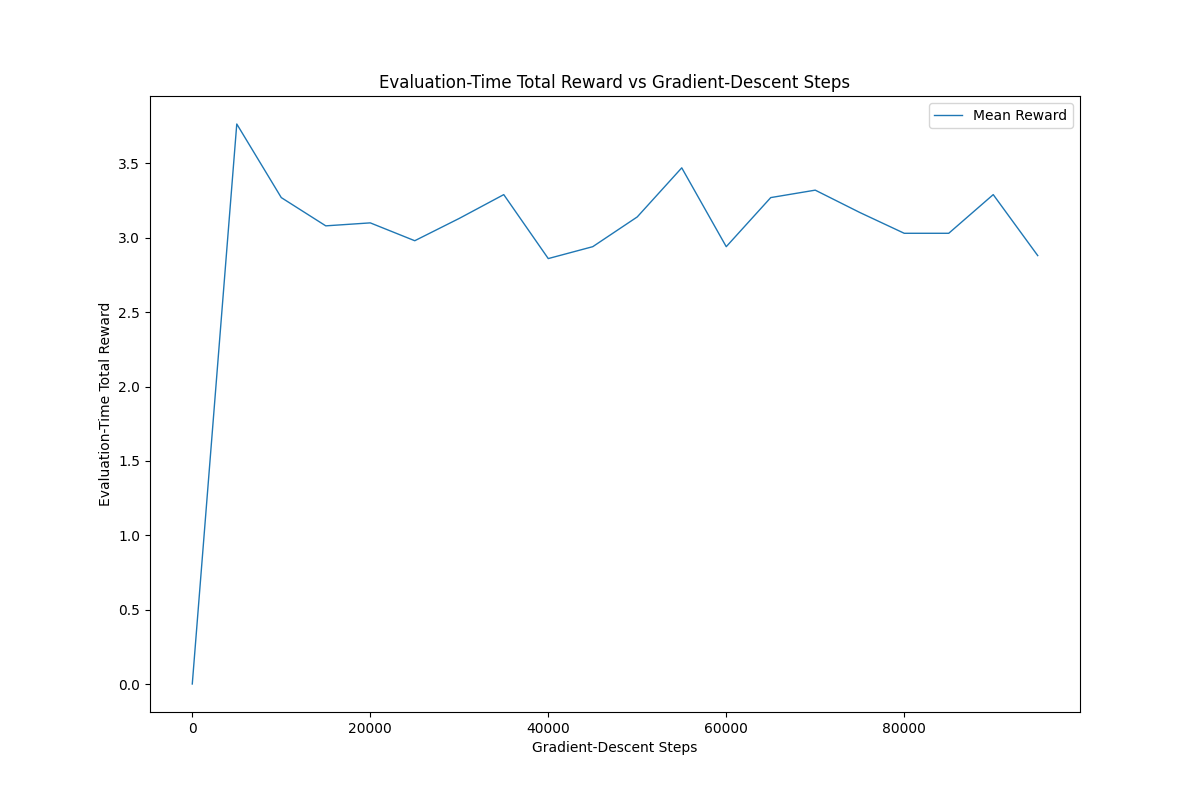 Evaluation-Time Total Reward vs Gradient-Descent Steps
Mean Reward
Evaluation-Time Total Reward
3.5
3.0
2.5
2.0
1.5
1.0
0.5
0.0
0 20000 40000 60000 80000
Gradient-Descent Steps